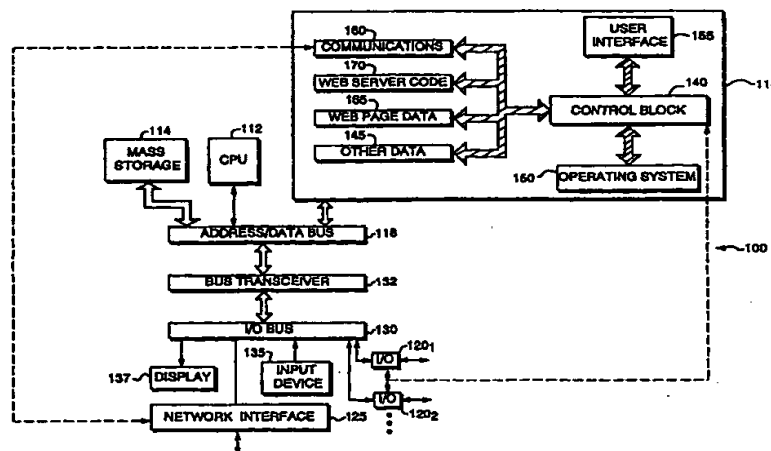 160
COMMUNICATIONS
170
WEB SERVER CODE
165
WEB PAGE DATA
145
OTHER DATA
USER
INTERFACE
155
140
CONTROL BLOCK
150
OPERATING SYSTEM
11
114
MASS
STORAGE
112
CPU
ADDRESS/DATA BUS
118
BUS TRANSCEIVER
132
I/O BUS
130
100
137
DISPLAY
135
INPUT
DEVICE
120₁
I/O
I/O
120₂
NETWORK INTERFACE
125